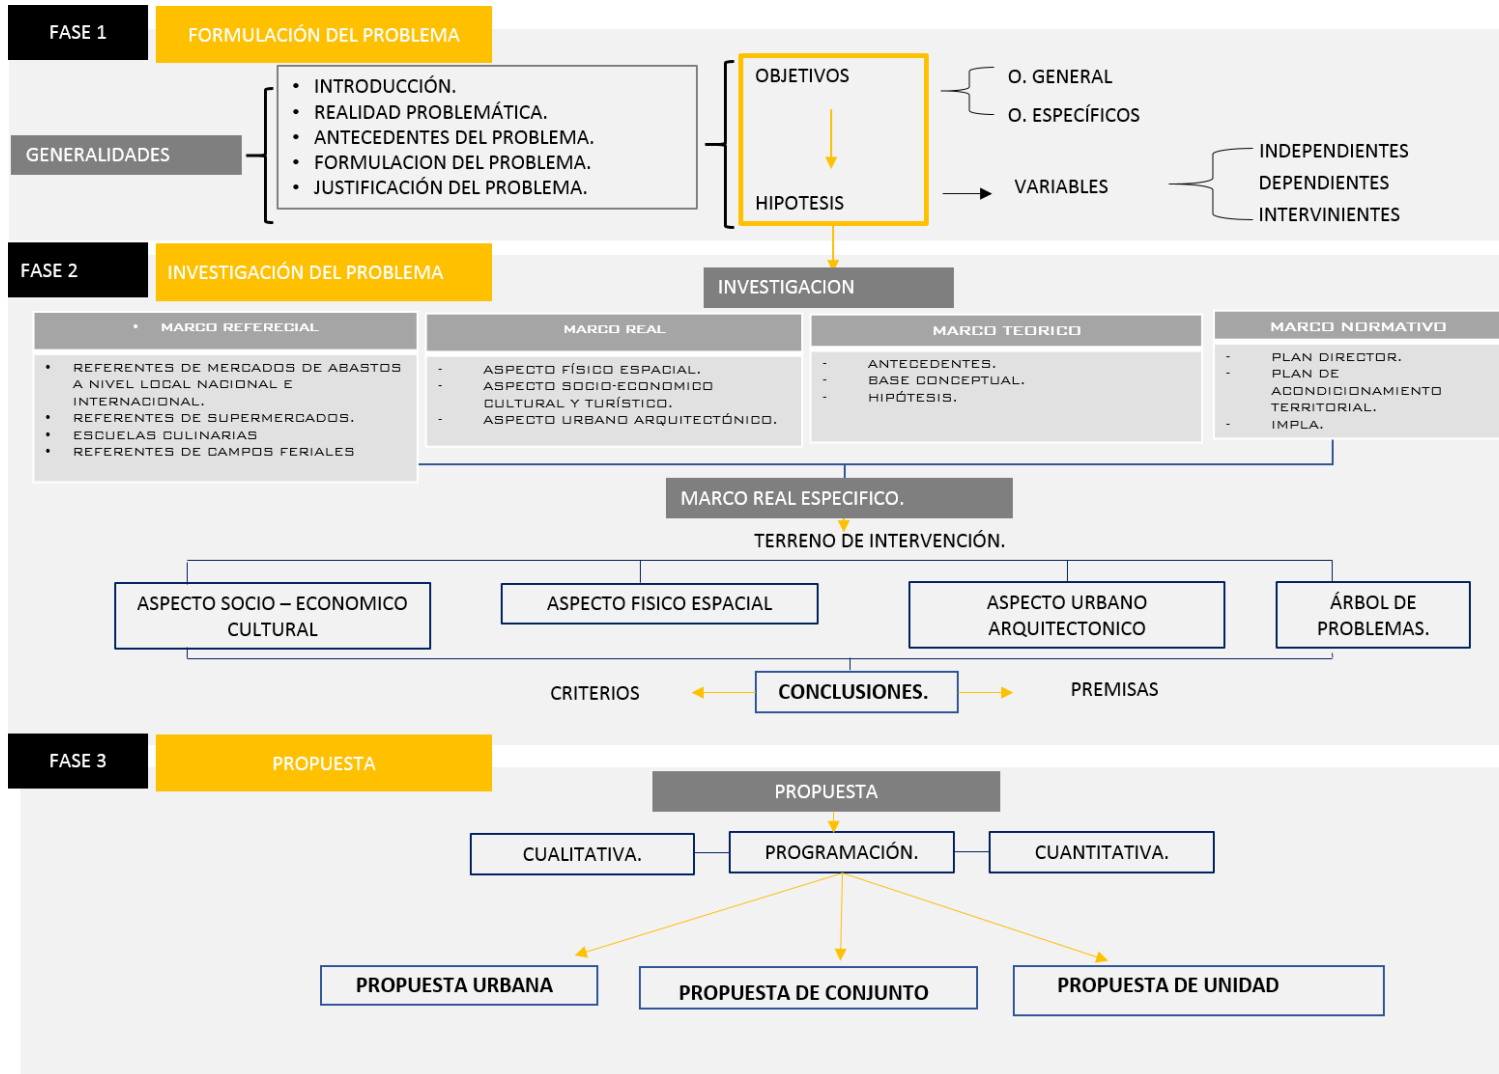 FASE 1
FORMULACIÓN DEL PROBLEMA
GENERALIDADES
• INTRODUCCIÓN.
• REALIDAD PROBLEMÁTICA.
• ANTECEDENTES DEL PROBLEMA.
• FORMULACION DEL PROBLEMA.
• JUSTIFICACIÓN DEL PROBLEMA.
OBJETIVOS
HIPOTESIS
O. GENERAL
O. ESPECÍFICOS
VARIABLES
INDEPENDIENTES
DEPENDIENTES
INTERVINIENTES
FASE 2
INVESTIGACIÓN DEL PROBLEMA
INVESTIGACION
• MARCO REFERECIAL
• REFERENTES DE MERCADOS DE ABASTOS
A NIVEL LOCAL NACIONAL E
INTERNACIONAL.
• REFERENTES DE SUPERMERCADOS.
• ESCUELAS CULINARIAS
• REFERENTES DE CAMPOS FERIALES
MARCO REAL
- ASPECTO FÍSICO ESPACIAL.
- ASPECTO SOCIO-ECONOMICO
CULTURAL Y TURÍSTICO.
- ASPECTO URBANO ARQUITECTÓNICO.
MARCO TEORICO
- ANTECEDENTES.
- BASE CONCEPTUAL.
- HIPÓTESIS.
MARCO NORMATIVO
- PLAN DIRECTOR.
- PLAN DE
ACONDICIONAMIENTO
TERRITORIAL.
- IMPLA.
MARCO REAL ESPECIFICO.
TERRENO DE INTERVENCIÓN.
ASPECTO SOCIO – ECONOMICO
CULTURAL
ASPECTO FISICO ESPACIAL
ASPECTO URBANO
ARQUITECTONICO
ÁRBOL DE
PROBLEMAS.
CRITERIOS
CONCLUSIONES.
PREMISAS
FASE 3
PROPUESTA
PROPUESTA
CUALITATIVA.
PROGRAMACIÓN.
CUANTITATIVA.
PROPUESTA URBANA
PROPUESTA DE CONJUNTO
PROPUESTA DE UNIDAD